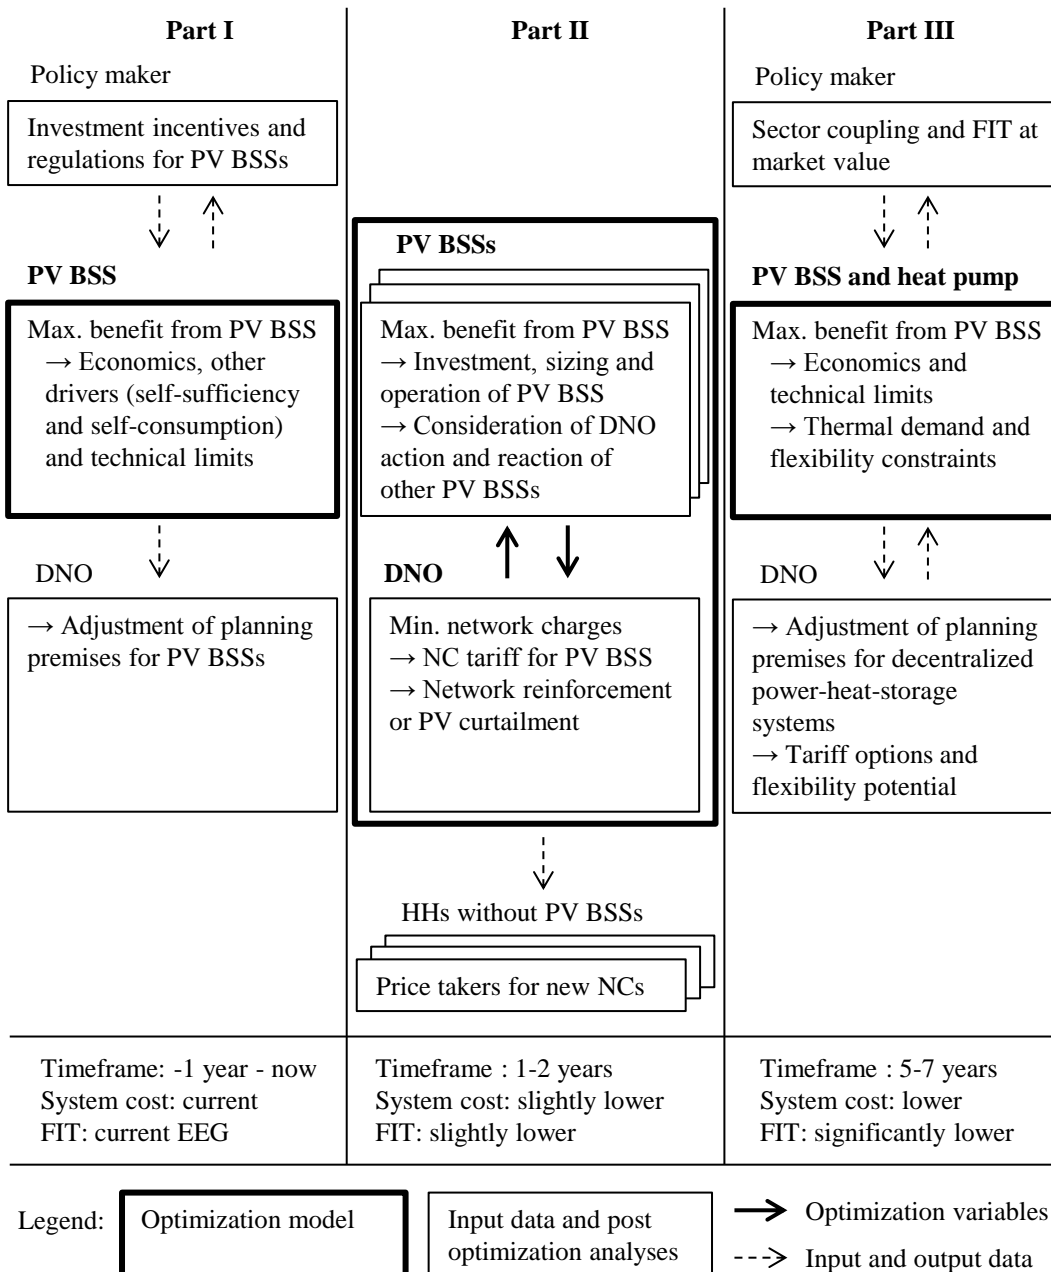 Part I
Policy maker
Investment incentives and
regulations for PV BSSs
PV BSS
Max. benefit from PV BSS
→ Economics, other
drivers (self-sufficiency
and self-consumption)
and technical limits
DNO
→ Adjustment of planning
premises for PV BSSs
Timeframe: -1 year - now
System cost: current
FIT: current EEG
Part II
PV BSSs
Max. benefit from PV BSS
→ Investment, sizing and
operation of PV BSS
→ Consideration of DNO
action and reaction of
other PV BSSs
DNO
Min. network charges
→ NC tariff for PV BSS
→ Network reinforcement
or PV curtailment
HHs without PV BSSs
Price takers for new NCs
Timeframe : 1-2 years
System cost: slightly lower
FIT: slightly lower
Part III
Policy maker
Sector coupling and FIT at
market value
PV BSS and heat pump
Max. benefit from PV BSS
→ Economics and
technical limits
→ Thermal demand and
flexibility constraints
DNO
→ Adjustment of planning
premises for decentralized
power-heat-storage
systems
→ Tariff options and
flexibility potential
Timeframe : 5-7 years
System cost: lower
FIT: significantly lower
Legend:
Optimization model
Input data and post
optimization analyses
Optimization variables
Input and output data